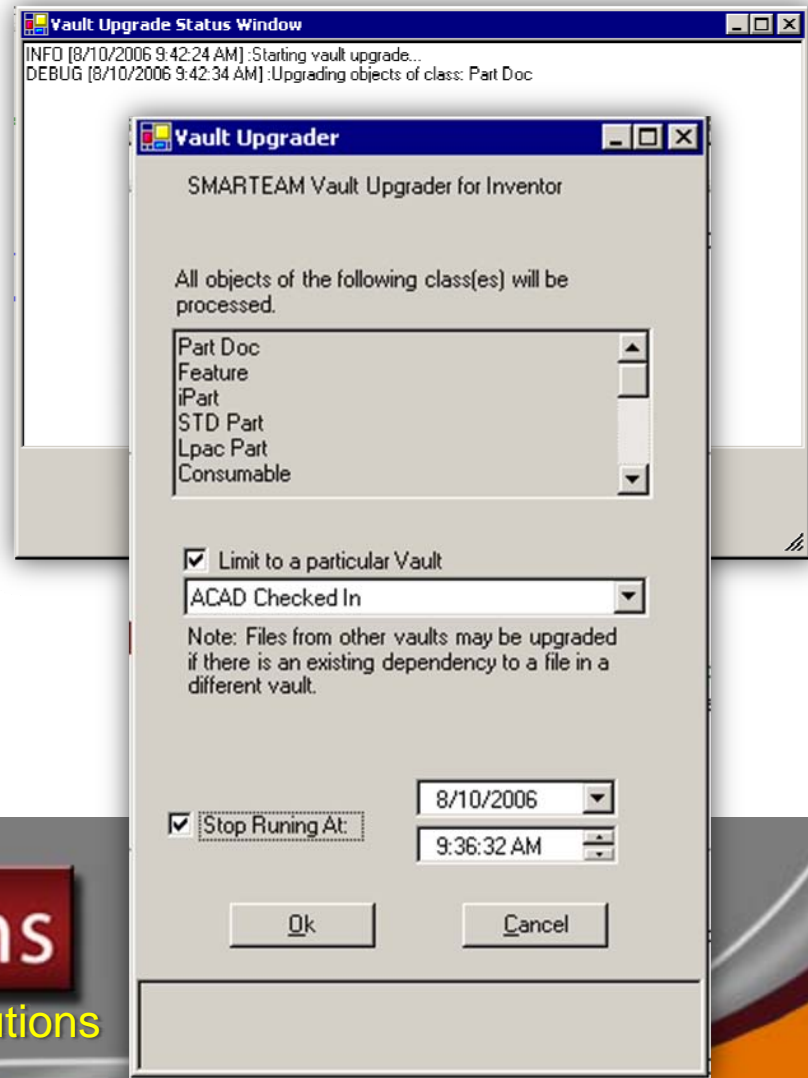 Vault Upgrade Status Window
INFO [8/10/2006 9:42:24 AM] :Starting vault upgrade...
DEBUG [8/10/2006 9:42:34 AM] :Upgrading objects of class: Part Doc
Vault Upgrader
SMARTEAM Vault Upgrader for Inventor
All objects of the following class(es) will be
processed.
Part Doc
Feature
iPart
STD Part
Lpac Part
Consumable
Limit to a particular Vault
ACAD Checked In
Note: Files from other vaults may be upgraded
if there is an existing dependency to a file in a
different vault.
Stop Runing At:
8/10/2006
9:36:32 AM
Ok
Cancel
ns
utions